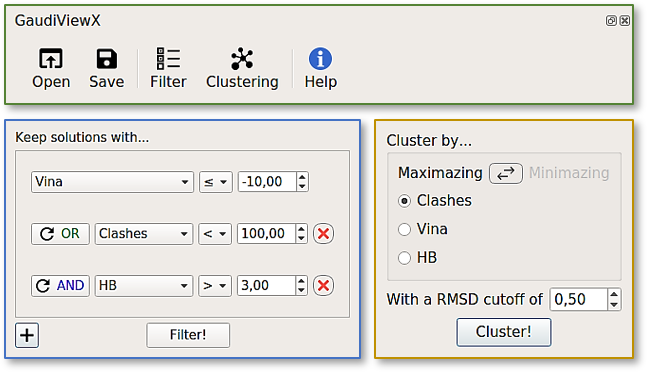 GaudiViewX
Open Save Filter Clustering Help
Keep solutions with...
Vina ≤ -10,00
OR Clashes < 100,00
AND HB > 3,00
+ Filter!
Cluster by...
Maximazing Minimazing
Clashes
Vina
HB
With a RMSD cutoff of 0,50
Cluster!